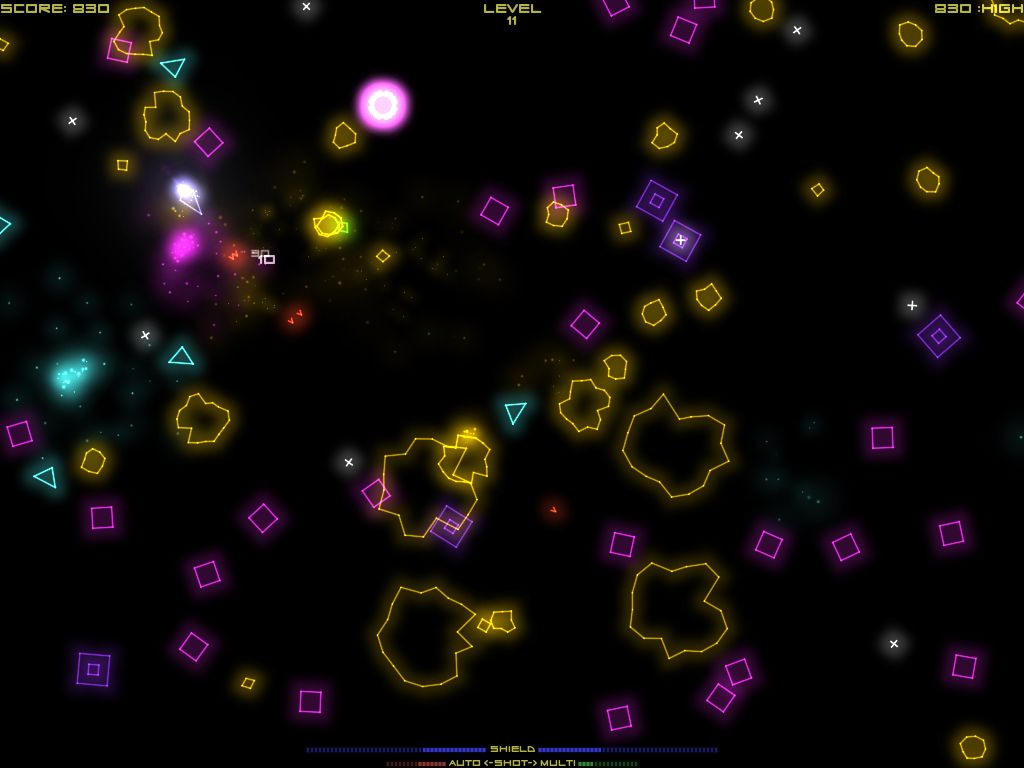 SCORE: 830
LEVEL
830 :HIGH
11
10
SHIELD
AUTO <-SHOT-> MULTI